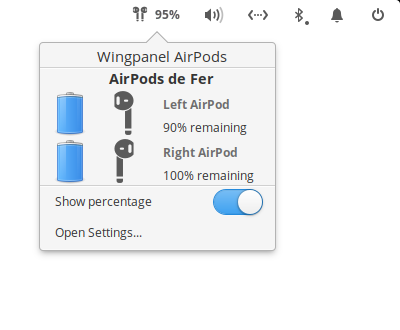 95%
Wingpanel AirPods
AirPods de Fer
Left AirPod
90% remaining
Right AirPod
100% remaining
Show percentage
Open Settings...